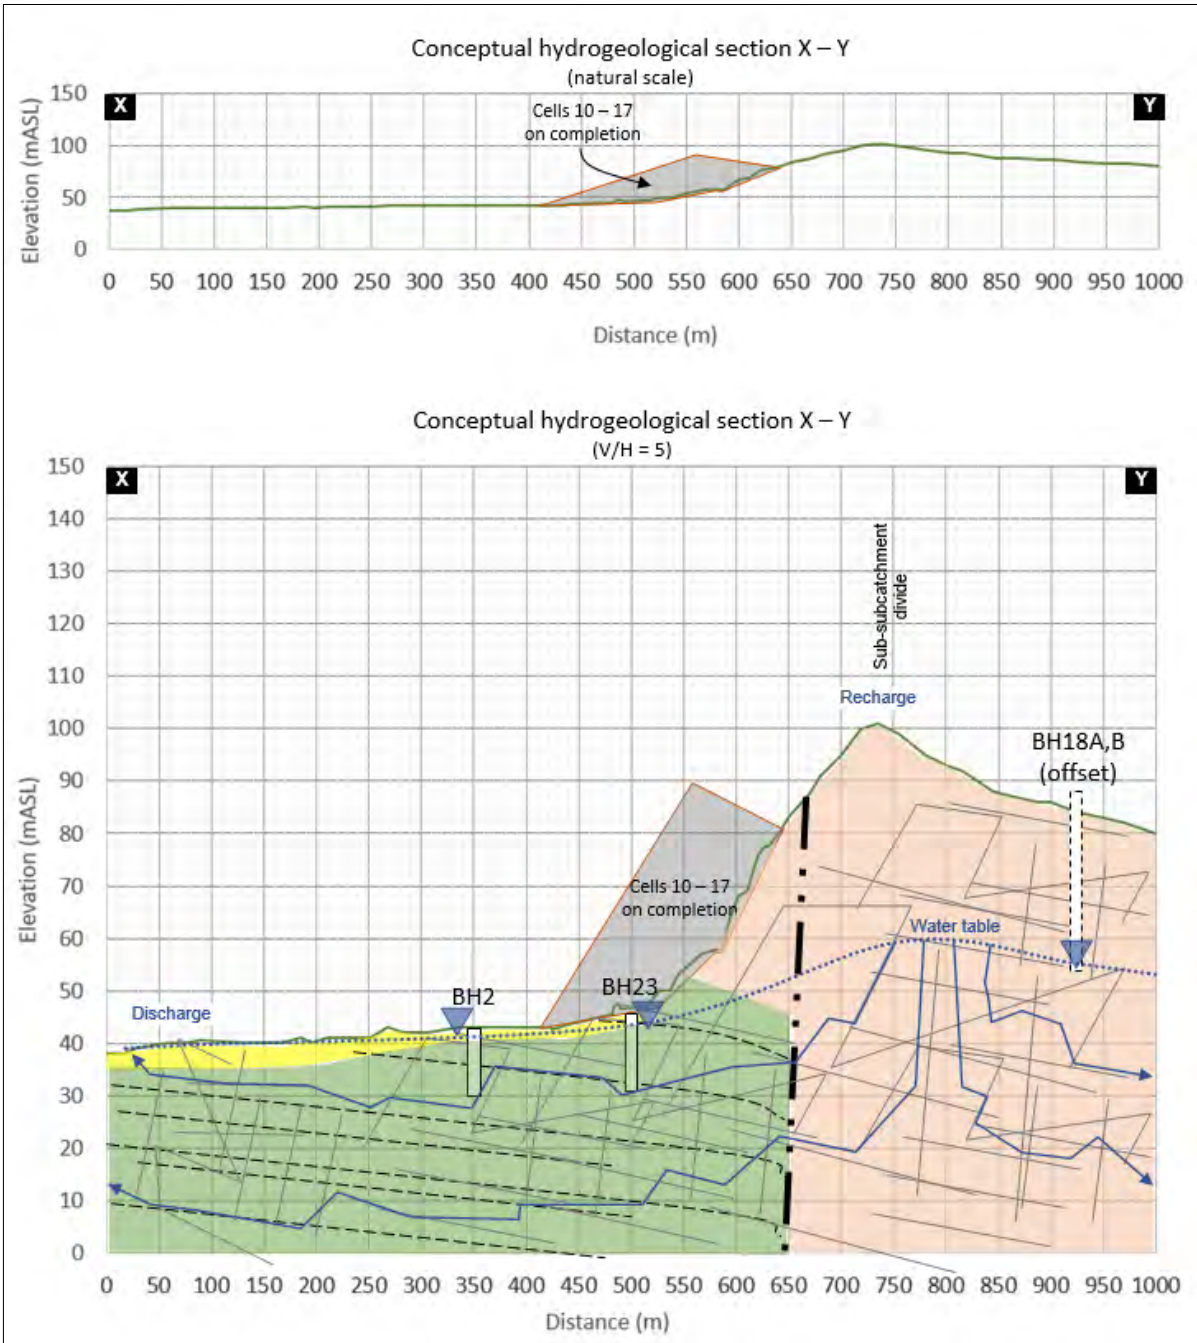 Conceptual hydrogeological section X – Y
(natural scale)
Elevation (mASL)
150
100
50
0
X
Y
Cells 10 – 17
on completion
0 50 100 150 200 250 300 350 400 450 500 550 600 650 700 750 800 850 900 950 1000
Distance (m)
Conceptual hydrogeological section X – Y
(V/H = 5)
Elevation (mASL)
150
140
130
120
110
100
90
80
70
60
50
40
30
20
10
0
X
Y
Sub-subcatchment
divide
Recharge
BH18A,B
(offset)
Cells 10 – 17
on completion
Water table
BH2
BH23
Discharge
0 50 100 150 200 250 300 350 400 450 500 550 600 650 700 750 800 850 900 950 1000
Distance (m)